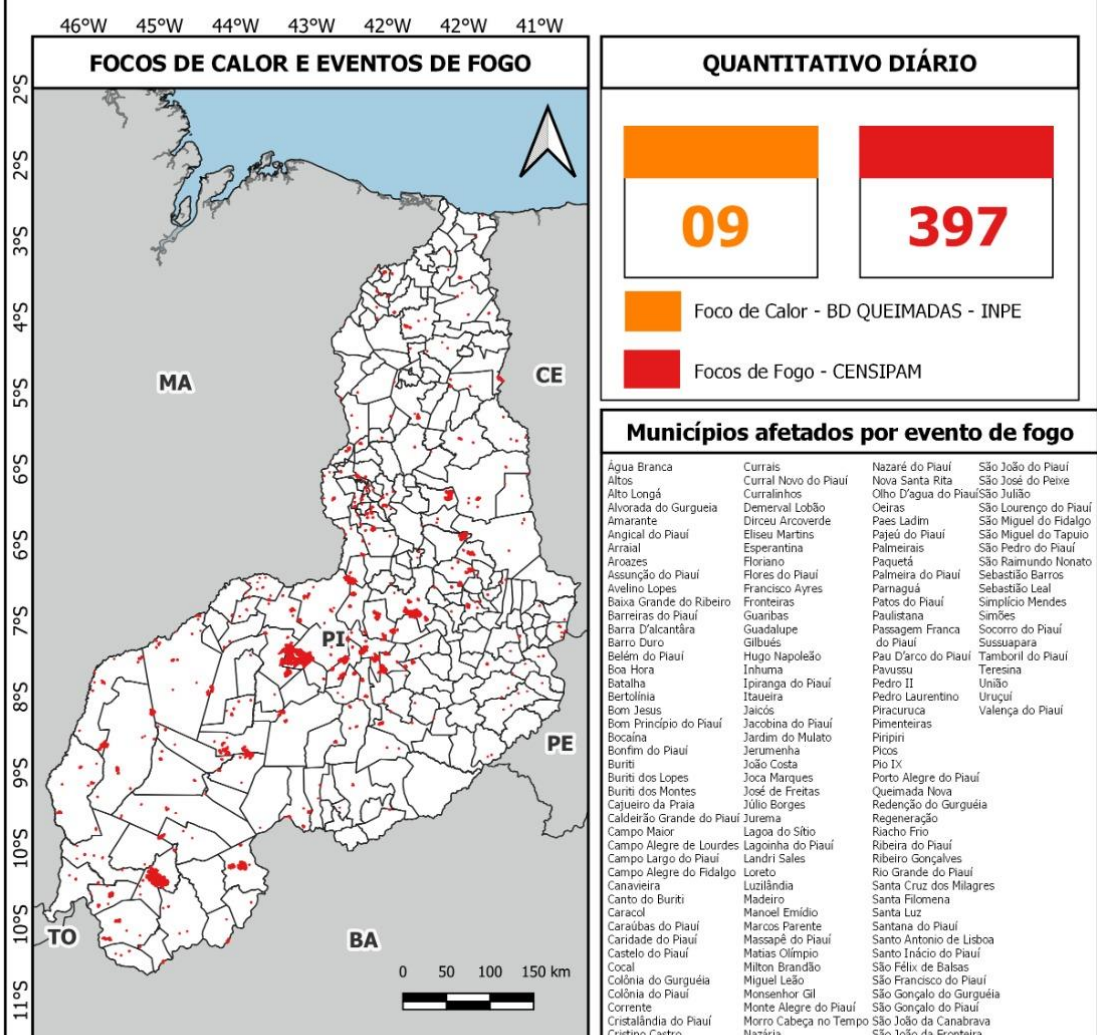 46°W 45°W 44°W 43°W 42°W 42°W 41°W
FOCOS DE CALOR E EVENTOS DE FOGO
2°S
2°S
3°S
4°S
5°S
6°S
6°S
7°S
8°S
9°S
10°S
10°S
11°S
MA
CE
PI
PE
TO
BA
0 50 100 150 km
QUANTITATIVO DIÁRIO
09
397
Foco de Calor - BD QUEIMADAS - INPE
Focos de Fogo - CENSIPAM
Municípios afetados por evento de fogo
Água Branca
Altos
Alto Longá
Alvorada do Gurgueia
Amarante
Angical do Piauí
Arraial
Aroazes
Assunção do Piauí
Avelino Lopes
Baixa Grande do Ribeiro
Barreiras do Piauí
Barra D'alcantâra
Barro Duro
Belém do Piauí
Boa Hora
Batalha
Bertolínia
Bom Jesus
Bom Princípio do Piauí
Bocaína
Bonfim do Piauí
Buriti
Buriti dos Lopes
Buriti dos Montes
Cajueiro da Praia
Caldeirão Grande do Piauí
Campo Maior
Campo Alegre de Lourdes
Campo Largo do Piauí
Campo Alegre do Fidalgo
Canavieira
Canto do Buriti
Caracol
Caraúbas do Piauí
Caridade do Piauí
Castelo do Piauí
Cocal
Colônia do Gurguéia
Colônia do Piauí
Corrente
Cristalândia do Piauí
Cristino Castro
Currais
Curral Novo do Piauí
Curralinhos
Demerval Lobão
Dirceu Arcoverde
Eliseu Martins
Esperantina
Floriano
Flores do Piauí
Francisco Ayres
Fronteiras
Guaribas
Guadalupe
Gilbués
Hugo Napoleão
Inhuma
Ipiranga do Piauí
Itaueira
Jaicós
Jacobina do Piauí
Jardim do Mulato
Jerumenha
João Costa
Joca Marques
José de Freitas
Júlio Borges
Jurema
Lagoa do Sítio
Lagoinha do Piauí
Landri Sales
Loreto
Luzilândia
Madeiro
Manoel Emídio
Marcos Parente
Massapê do Piauí
Matias Olímpio
Milton Brandão
Miguel Leão
Monsenhor Gil
Monte Alegre do Piauí
Morro Cabeça no Tempo
Nazária
Nazaré do Piauí
Nova Santa Rita
Olho D'agua do Piauí
Oeiras
Paes Ladim
Pajeú do Piauí
Palmeirais
Paquetá
Palmeira do Piauí
Parnaguá
Patos do Piauí
Paulistana
Passagem Franca
do Piauí
Pau D'arco do Piauí
Pavussu
Pedro II
Pedro Laurentino
Piracuruca
Pimenteiras
Piripiri
Picos
Pio IX
Porto Alegre do Piauí
Queimada Nova
Redenção do Gurguéia
Regeneração
Riacho Frio
Ribeira do Piauí
Ribeiro Gonçalves
Rio Grande do Piauí
Santa Cruz dos Milagres
Santa Filomena
Santa Luz
Santana do Piauí
Santo Antonio de Lisboa
Santo Inácio do Piauí
São Félix de Balsas
São Francisco do Piauí
São Gonçalo do Gurguéia
São Gonçalo do Piauí
São João da Canabrava
São João da Fronteira
São João do Piauí
São José do Peixe
São Julião
São Lourenço do Piauí
São Miguel do Fidalgo
São Miguel do Tapuio
São Pedro do Piauí
São Raimundo Nonato
Sebastião Barros
Sebastião Leal
Simplício Mendes
Simões
Socorro do Piauí
Sussuapara
Tamboril do Piauí
Teresina
União
Uruçuí
Valença do Piauí